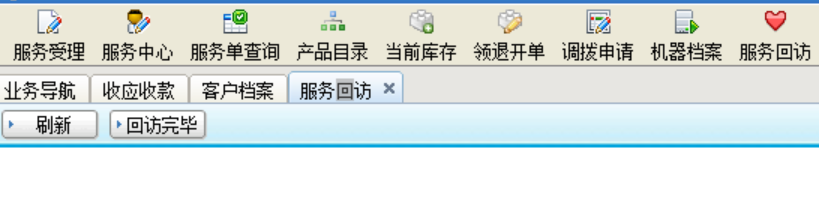 服务受理 服务中心 服务单查询 产品目录 当前库存 领退开单 调拨申请 机器档案 服务回访
业务导航 收应收款 客户档案 服务回访
刷新 回访完毕